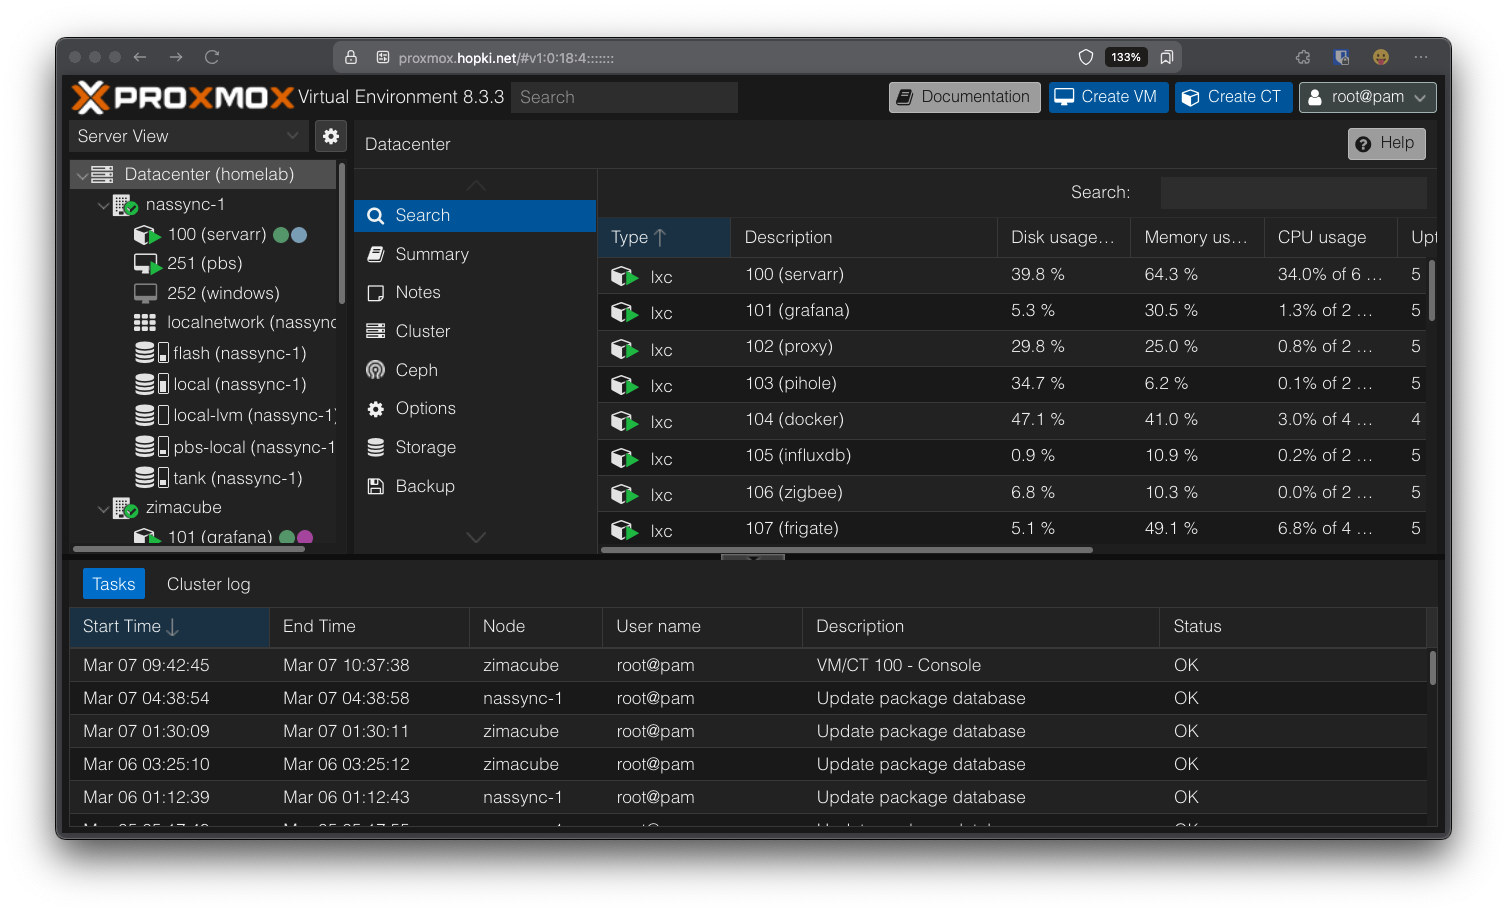 proxmox.hopki.net/#v1:0:18:4:::::::
133%
PROXMOX Virtual Environment 8.3.3
Search
Documentation
Create VM
Create CT
root@pam
Server View
Datacenter
Help
Datacenter (homelab)
nassync-1
100 (servarr)
251 (pbs)
252 (windows)
localnetwork (nassync
flash (nassync-1)
local (nassync-1)
local-lvm (nassync-1)
pbs-local (nassync-1
tank (nassync-1)
zimacube
101 (grafana)
Search
Summary
Notes
Cluster
Ceph
Options
Storage
Backup
Search:
Type Description Disk usage... Memory us... CPU usage Upt
lxc 100 (servarr) 39.8 % 64.3 % 34.0% of 6 ... 5
lxc 101 (grafana) 5.3 % 30.5 % 1.3% of 2 ... 5
lxc 102 (proxy) 29.8 % 25.0 % 0.8% of 2 ... 5
lxc 103 (pihole) 34.7 % 6.2 % 0.1% of 2 ... 5
lxc 104 (docker) 47.1 % 41.0 % 3.0% of 4 ... 4
lxc 105 (influxdb) 0.9 % 10.9 % 0.2% of 2 ... 5
lxc 106 (zigbee) 6.8 % 10.3 % 0.0% of 2 ... 5
lxc 107 (frigate) 5.1 % 49.1 % 6.8% of 4 ... 5
Tasks Cluster log
Start Time End Time Node User name Description Status
Mar 07 09:42:45 Mar 07 10:37:38 zimacube root@pam VM/CT 100 - Console OK
Mar 07 04:38:54 Mar 07 04:38:58 nassync-1 root@pam Update package database OK
Mar 07 01:30:09 Mar 07 01:30:11 zimacube root@pam Update package database OK
Mar 06 03:25:10 Mar 06 03:25:12 zimacube root@pam Update package database OK
Mar 06 01:12:39 Mar 06 01:12:43 nassync-1 root@pam Update package database OK